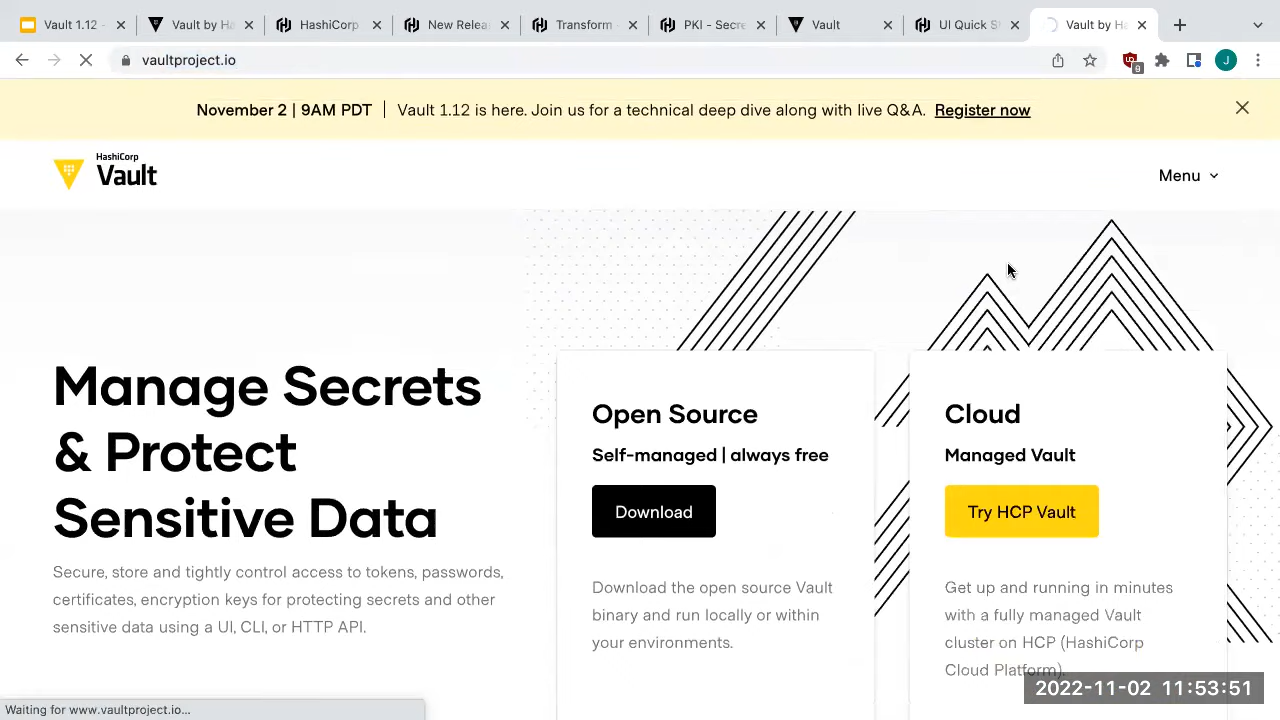 Vault 1.12 -
Vault by Ha
HashiCorp
New Relea
Transform -
PKI - Secre
Vault
UI Quick St
Vault by Ha
vaultproject.io
9
J
November 2 | 9AM PDT | Vault 1.12 is here. Join us for a technical deep dive along with live Q&A. Register now
HashiCorp
Vault
Menu
Manage Secrets
& Protect
Sensitive Data
Secure, store and tightly control access to tokens, passwords,
certificates, encryption keys for protecting secrets and other
sensitive data using a UI, CLI, or HTTP API.
Open Source
Self-managed | always free
Download
Download the open source Vault
binary and run locally or within
your environments.
Cloud
Managed Vault
Try HCP Vault
Get up and running in minutes
with a fully managed Vault
cluster on HCP (HashiCorp
Cloud Platform).
2022-11-02 11:53:51
Waiting for www.vaultproject.io...